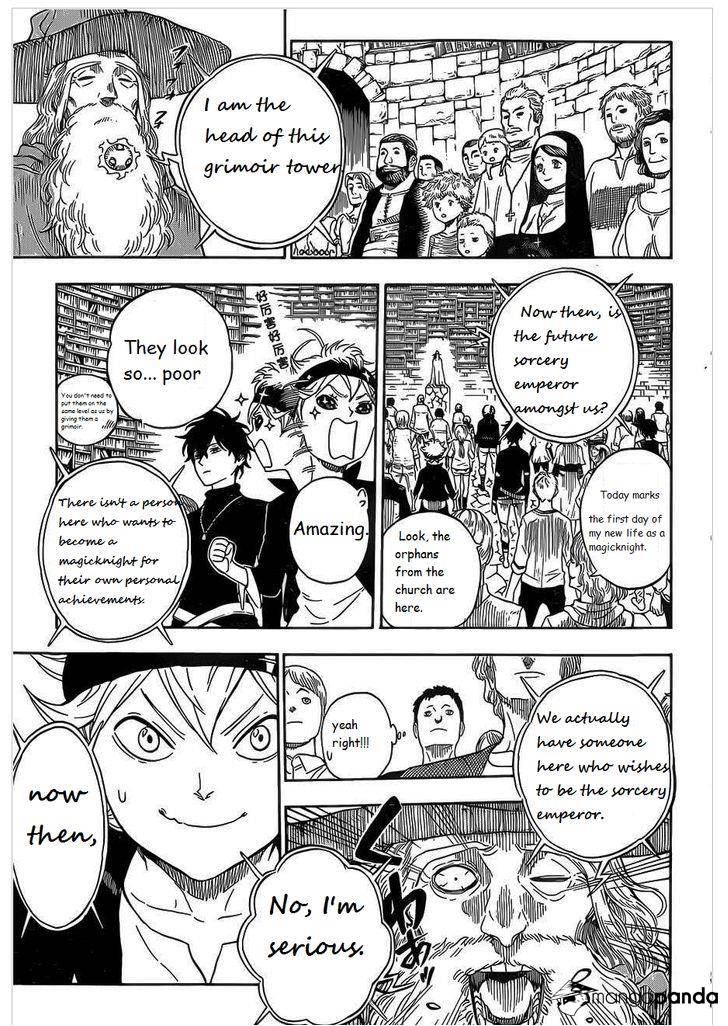 I am the
head of this
grimoir tower
Now then, is
the future
sorcery
emperor
amongst us?
Today marks
the first day of
my new life as a
magicknight.
Look, the
orphans
from the
church are
here.
好厉害好厉害
Amazing.
They look
so... poor
You don't need to
put them on the
same level as us by
giving them a
grimoir.
There isn't a person
here who wants to
become a
magicknight for
their own personal
achievements.
We actually
have someone
here who wishes
to be the sorcery
emperor.
yeah
right!!!
くわぁっ
No, I'm
serious.
now
then,
mangapanda